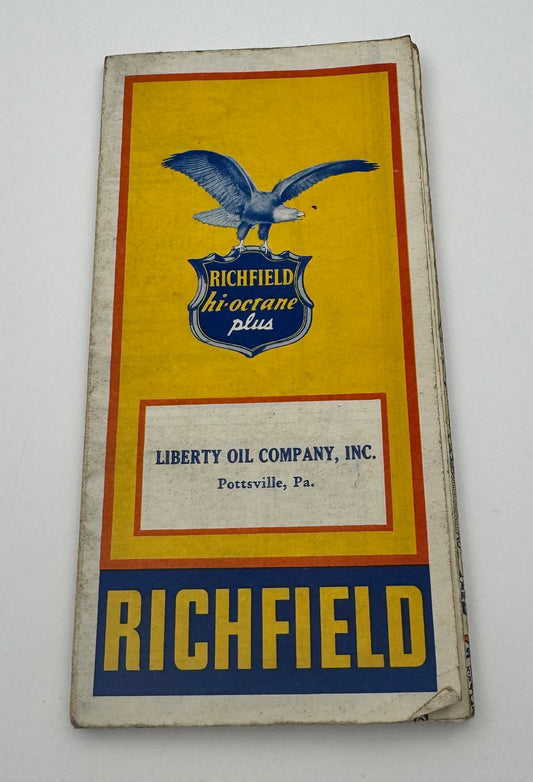 RICHFIELD
hi-octane
plus
LIBERTY OIL COMPANY, INC.
Pottsville, Pa.
RICHFIELD